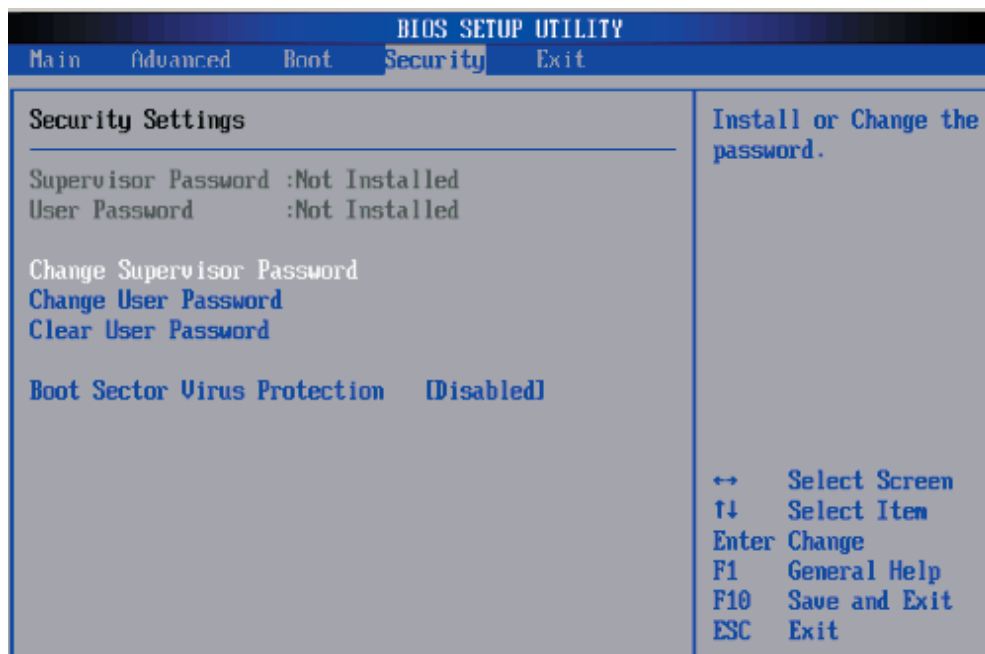 BIOS SETUP UTILITY
Main Advanced Boot Security Exit
Security Settings
Supervisor Password :Not Installed
User Password :Not Installed
Change Supervisor Password
Change User Password
Clear User Password
Boot Sector Virus Protection [Disabled]
Install or Change the
password.
↔ Select Screen
↑↓ Select Item
Enter Change
F1 General Help
F10 Save and Exit
ESC Exit